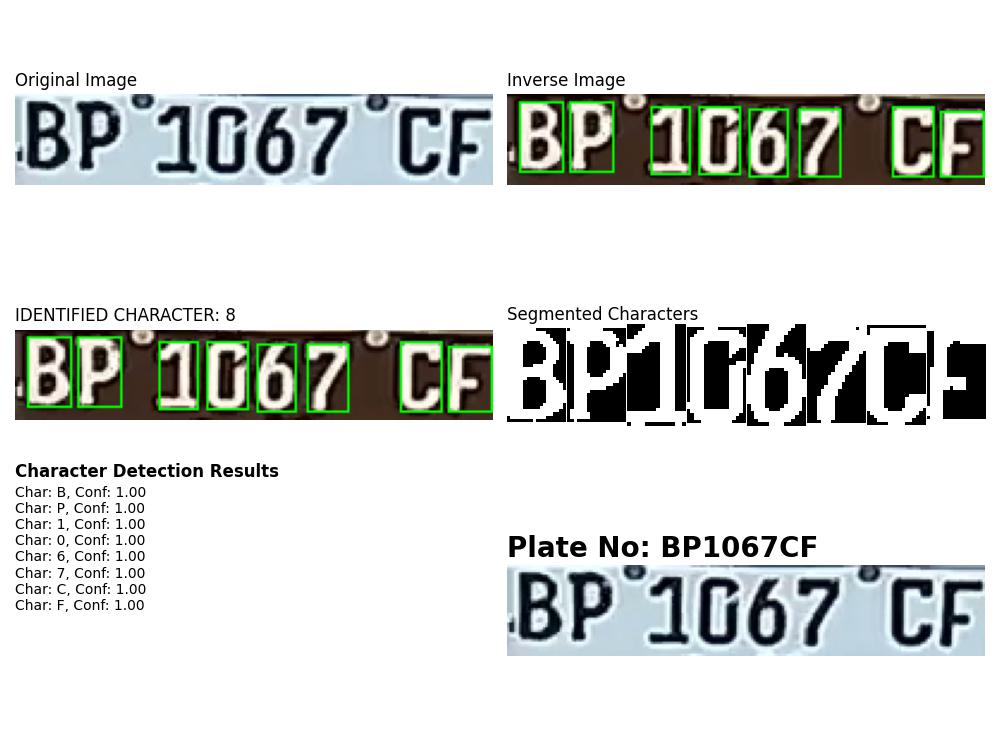 Original Image
BP 1067 CF
Inverse Image
BP 1067 CF
IDENTIFIED CHARACTER: 8
BP 1067 CF
Segmented Characters
BP1067CF
Character Detection Results
Char: B, Conf: 1.00
Char: P, Conf: 1.00
Char: 1, Conf: 1.00
Char: 0, Conf: 1.00
Char: 6, Conf: 1.00
Char: 7, Conf: 1.00
Char: C, Conf: 1.00
Char: F, Conf: 1.00
Plate No: BP1067CF
BP 1067 CF